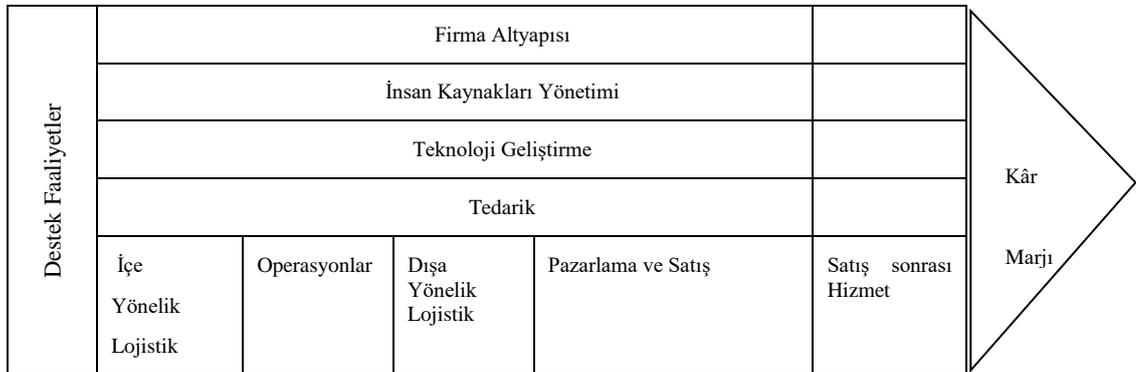 Destek Faaliyetler
Firma Altyapısı
İnsan Kaynakları Yönetimi
Teknoloji Geliştirme
Tedarik
İçe
Yönelik
Lojistik
Operasyonlar
Dışa
Yönelik
Lojistik
Pazarlama ve Satış
Satış sonrası
Hizmet
Kâr
Marjı